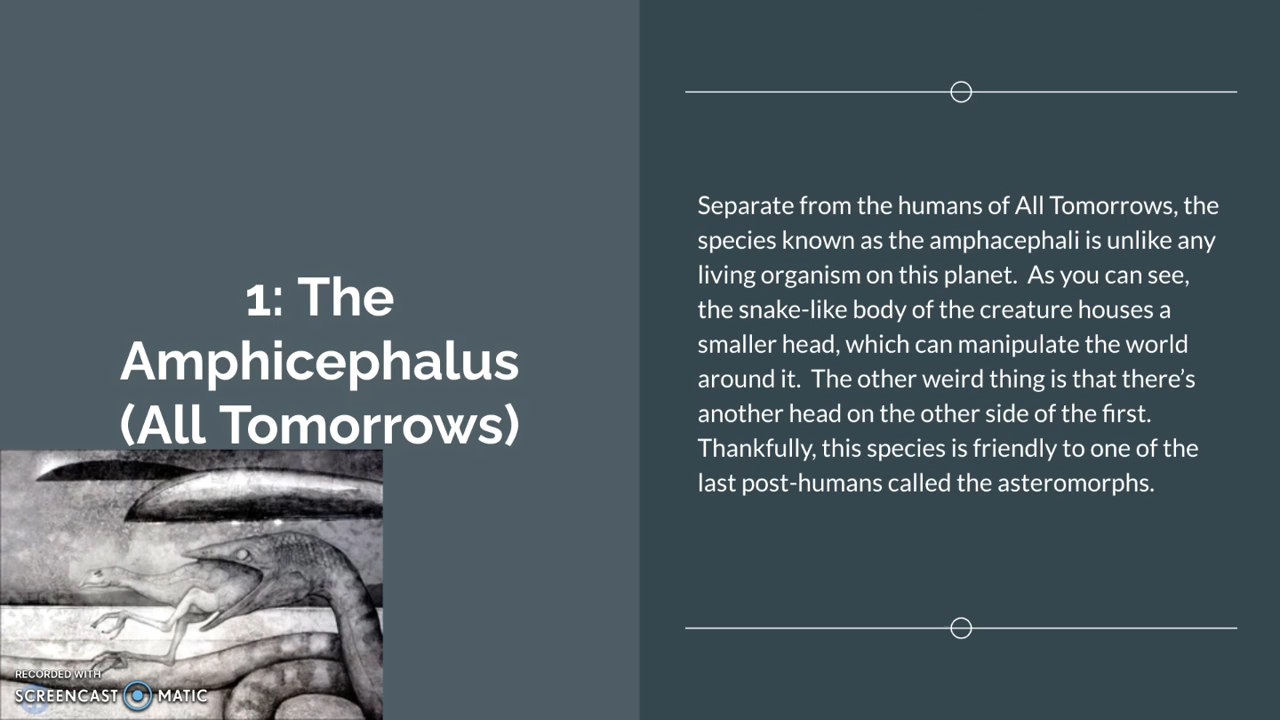 1: The
Amphicephalus
(All Tomorrows)
Separate from the humans of All Tomorrows, the
species known as the amphacephali is unlike any
living organism on this planet.  As you can see,
the snake-like body of the creature houses a
smaller head, which can manipulate the world
around it.  The other weird thing is that there’s
another head on the other side of the first.
Thankfully, this species is friendly to one of the
last post-humans called the asteromorphs.
RECORDED WITH
SCREENCAST MATIC